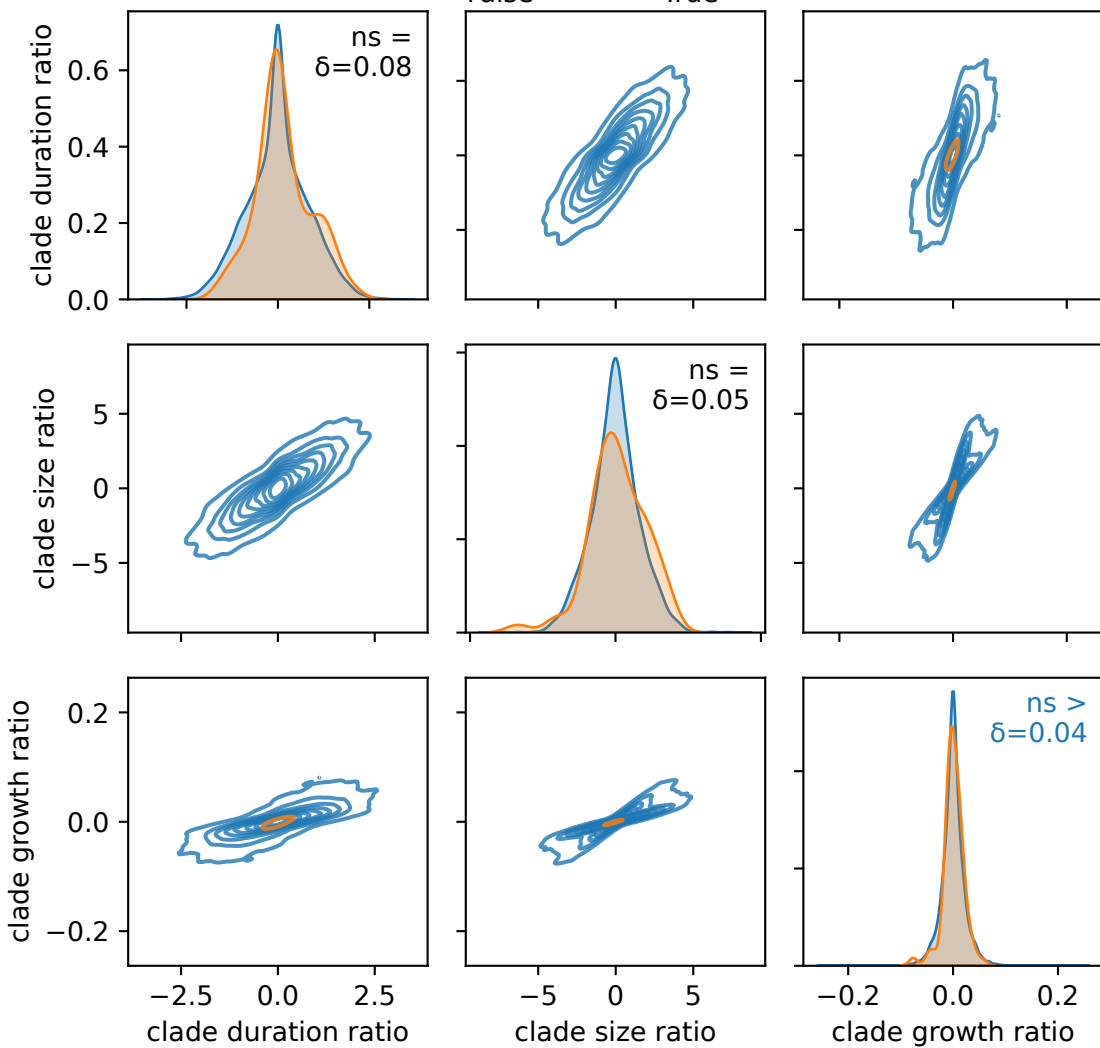 clade duration ratio
0.6
0.4
0.2
0.0
ns =
δ=0.08
clade size ratio
5
0
−5
ns =
δ=0.05
clade growth ratio
0.2
0.0
−0.2
ns >
δ=0.04
−2.5 0.0 2.5
−5 0 5
−0.2 0.0 0.2
clade duration ratio
clade size ratio
clade growth ratio